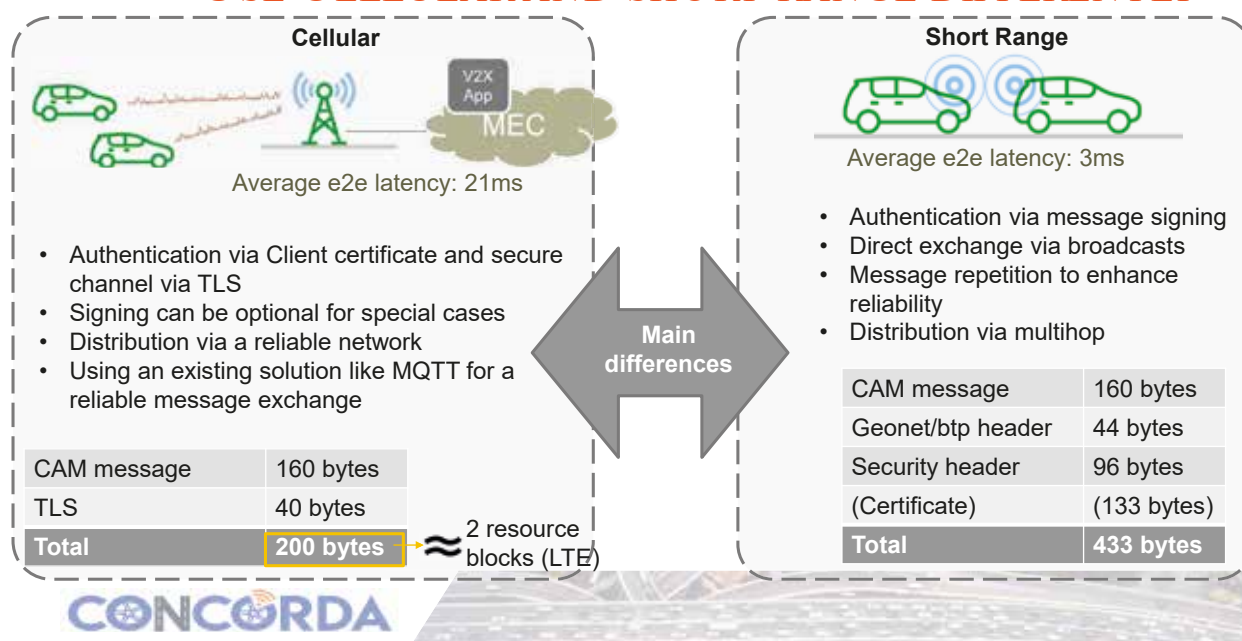 Cellular
V2X
App
MEC
Average e2e latency: 21ms
• Authentication via Client certificate and secure
channel via TLS
• Signing can be optional for special cases
• Distribution via a reliable network
• Using an existing solution like MQTT for a
reliable message exchange
CAM message 160 bytes
TLS 40 bytes
Total 200 bytes
≈ 2 resource
blocks (LTE)
Main
differences
Short Range
Average e2e latency: 3ms
• Authentication via message signing
• Direct exchange via broadcasts
• Message repetition to enhance
reliability
• Distribution via multihop
CAM message 160 bytes
Geonet/btp header 44 bytes
Security header 96 bytes
(Certificate) (133 bytes)
Total 433 bytes
CONCORDA